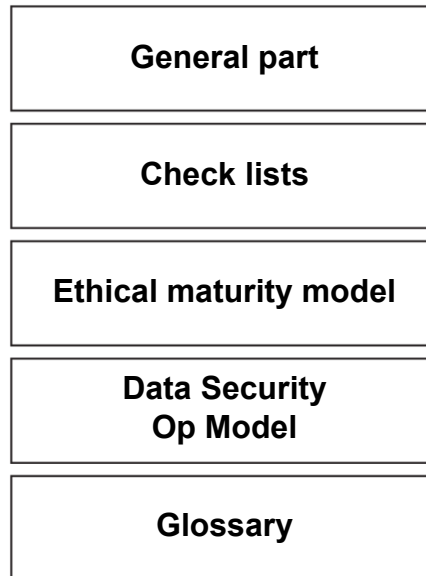 General part
Check lists
Ethical maturity model
Data Security
Op Model
Glossary